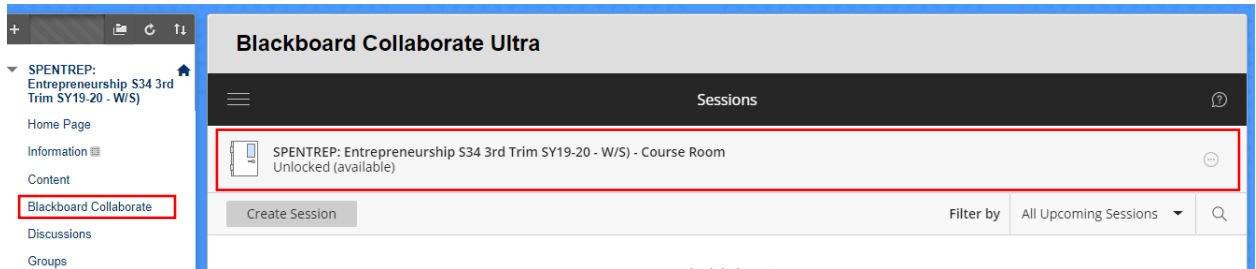 SPENTREP:
Entrepreneurship S34 3rd
Trim SY19-20 - W/S)
Home Page
Information
Content
Blackboard Collaborate
Discussions
Groups
Blackboard Collaborate Ultra
Sessions
SPENTREP: Entrepreneurship S34 3rd Trim SY19-20 - W/S) - Course Room
Unlocked (available)
Create Session
Filter by All Upcoming Sessions